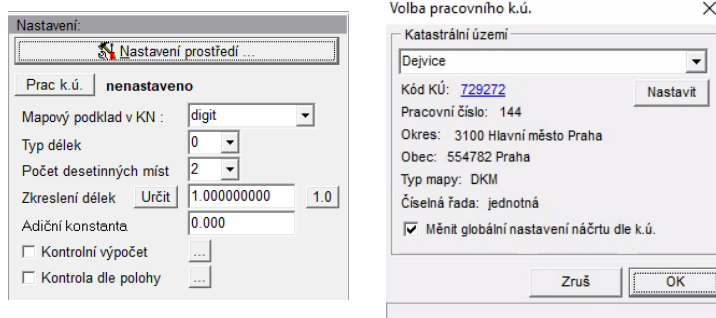 Nastavení:
Nastavení prostředí ...
Prac k.ú. nenastaveno
Mapový podklad v KN : digit
Typ délek 0
Počet desetinných míst 2
Zkreslení délek Určit 1.000000000 1.0
Adiční konstanta 0.000
Kontrolní výpočet ...
Kontrola dle polohy ...
Volba pracovního k.ú.
Katastrální území
Dejvice
Kód KÚ: 729272 Nastavit
Pracovní číslo: 144
Okres: 3100 Hlavní město Praha
Obec: 554782 Praha
Typ mapy: DKM
Číselná řada: jednotná
Měnit globální nastavení náčrtu dle k.ú.
Zruš OK